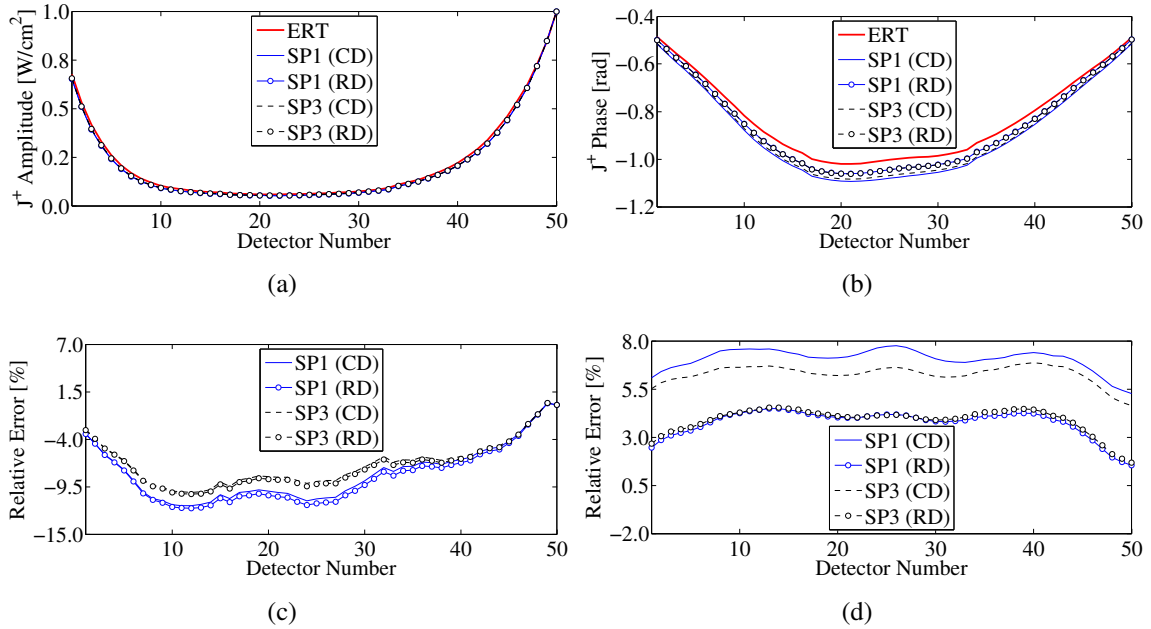 1.0
0.8
0.5
0.2
0.0
J+ Amplitude [W/cm2]
ERT
SP1 (CD)
SP1 (RD)
SP3 (CD)
SP3 (RD)
10 20 30 40 50
Detector Number
(a)
−0.4
−0.6
−0.8
−1.0
−1.2
J+ Phase [rad]
ERT
SP1 (CD)
SP1 (RD)
SP3 (CD)
SP3 (RD)
10 20 30 40 50
Detector Number
(b)
7.0
1.5
−4.0
−9.5
−15.0
Relative Error [%]
SP1 (CD)
SP1 (RD)
SP3 (CD)
SP3 (RD)
10 20 30 40 50
Detector Number
(c)
8.0
5.5
3.0
0.5
−2.0
Relative Error [%]
SP1 (CD)
SP1 (RD)
SP3 (CD)
SP3 (RD)
10 20 30 40 50
Detector Number
(d)